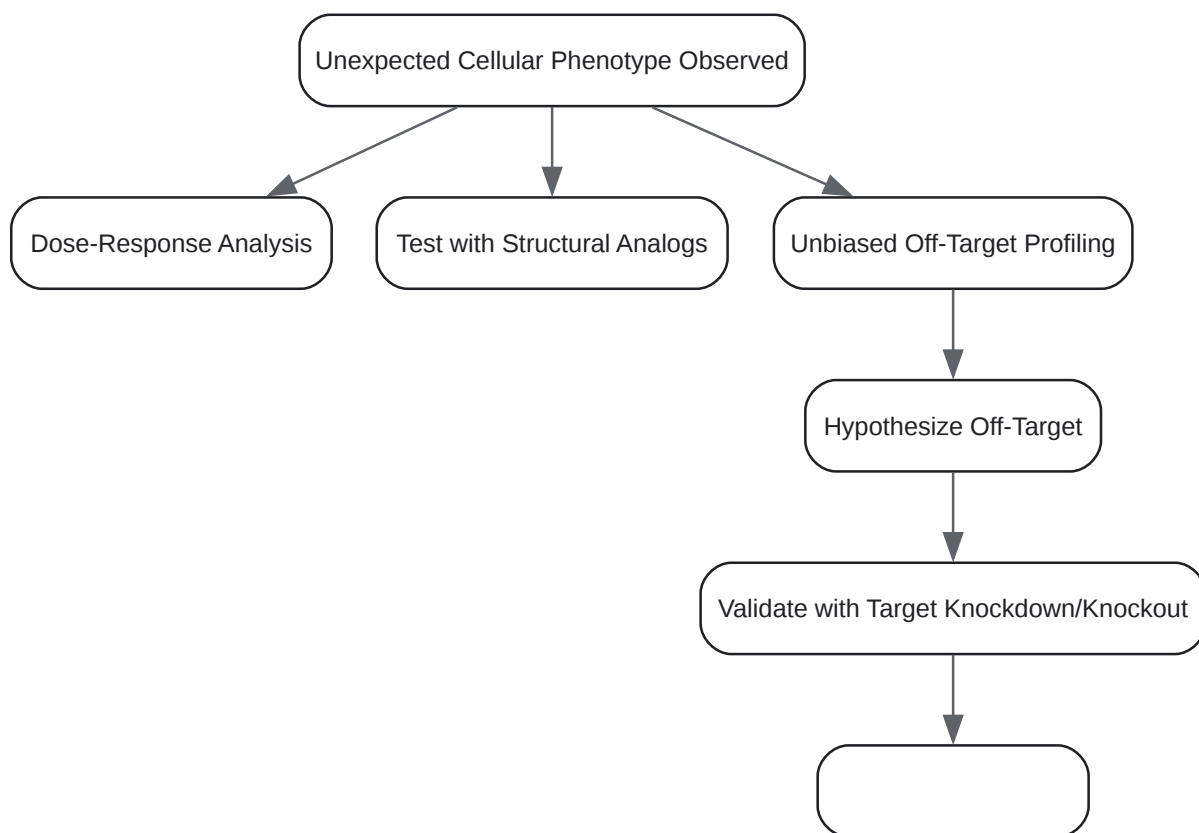 Unexpected Cellular Phenotype Observed
Dose-Response Analysis
Test with Structural Analogs
Unbiased Off-Target Profiling
Hypothesize Off-Target
Validate with Target Knockdown/Knockout